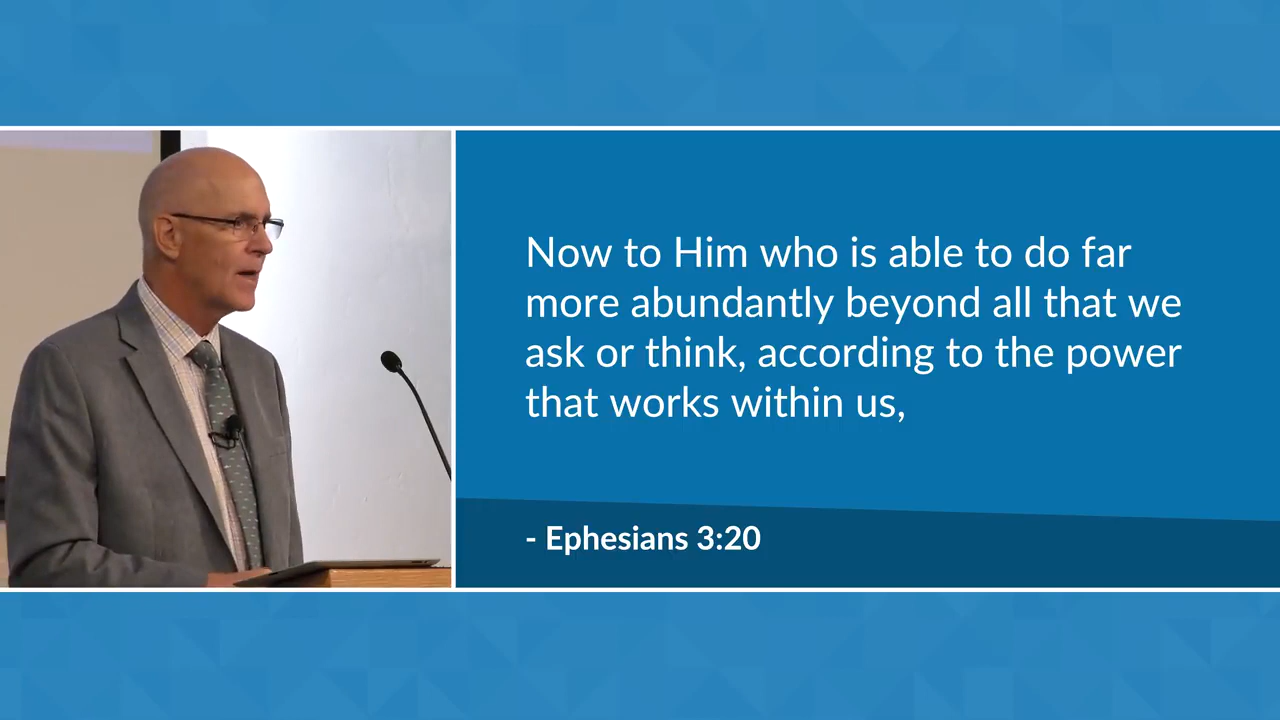 Now to Him who is able to do far
more abundantly beyond all that we
ask or think, according to the power
that works within us,
- Ephesians 3:20